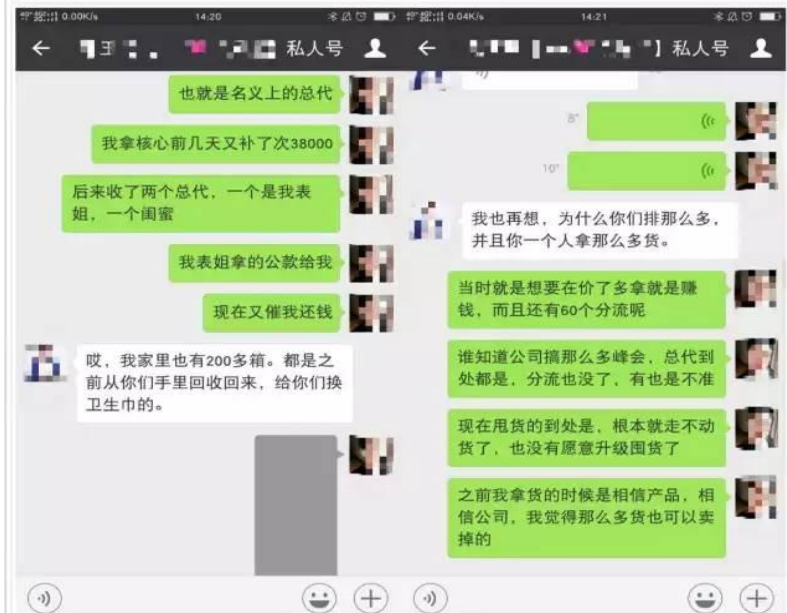 0.00K/s
14:20
私人号
也就是名义上的总代
我拿核心前几天又补了次38000
后来收了两个总代，一个是我表
姐，一个闺蜜
我表姐拿的公款给我
现在又催我还钱
哎，我家里也有200多箱。都是之
前从你们手里回收回来，给你们换
卫生巾的。
0.04K/s
14:21
】私人号
8"
10"
我也再想，为什么你们排那么多，
并且你一个人拿那么多货。
当时就是想要在价了多拿就是赚
钱，而且还有60个分流呢
谁知道公司搞那么多峰会，总代到
处都是，分流也没了，有也是不准
现在甩货的到处是，根本就走不动
货了，也没有愿意升级囤货了
之前我拿货的时候是相信产品，相
信公司，我觉得那么多货也可以卖
掉的